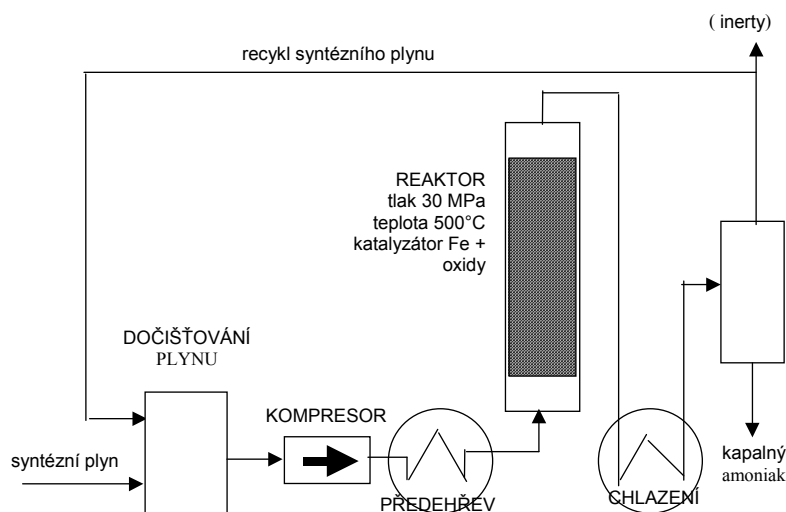 ( inerty)
recykl syntézního plynu
REAKTOR
tlak 30 MPa
teplota 500°C
katalyzátor Fe +
oxidy
DOČIŠŤOVÁNÍ
PLYNU
KOMPRESOR
syntézní plyn
PŘEDEHŘEV
CHLAZENÍ
kapalný
amoniak